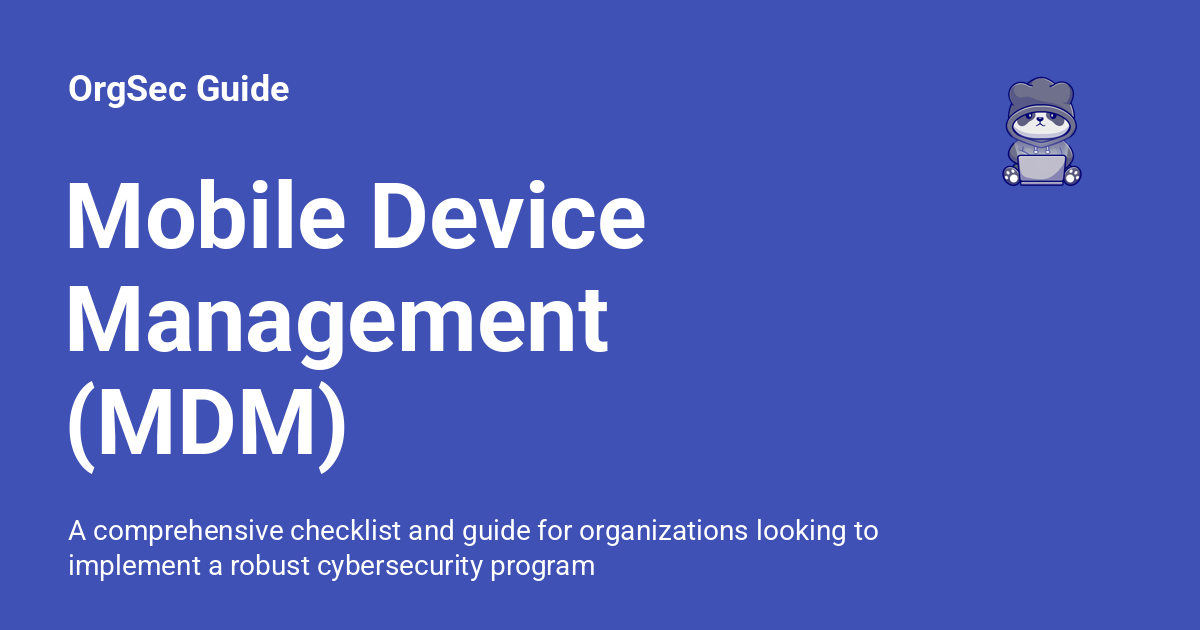 OrgSec Guide
Mobile Device
Management
(MDM)
A comprehensive checklist and guide for organizations looking to
implement a robust cybersecurity program